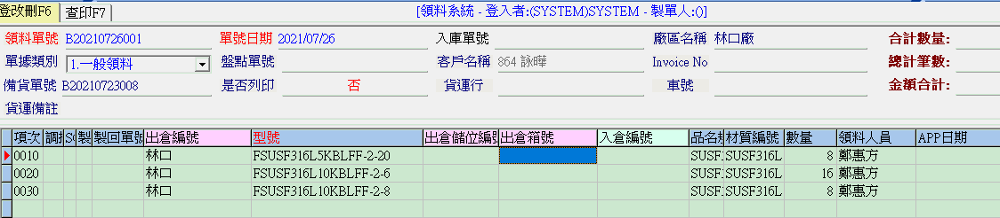 登改刪F6 查印F7 [領料系統 - 登入者:(SYSTEM)SYSTEM - 製單人:()]
領料單號 B20210726001 單號日期 2021/07/26 入庫單號 廠區名稱 林口廠 合計數量:
單據類別 1.一般領料 盤點單號 客戶名稱 864 詠曄 Invoice No 總計筆數:
備貨單號 B20210723008 是否列印 否 貨運行 車號 金額合計:
貨運備註
項次 製回單號 出倉編號 型號 出倉儲位編號 出倉箱號 入倉編號 材質編號 數量 領料人員 APP日期
0010 林口 FSUSF316L5KBLFF-2-20 SUSF SUSF316L 8 鄭惠方
0020 林口 FSUSF316L10KBLFF-2-6 SUSF SUSF316L 16 鄭惠方
0030 林口 FSUSF316L10KBLFF-2-8 SUSF SUSF316L 8 鄭惠方